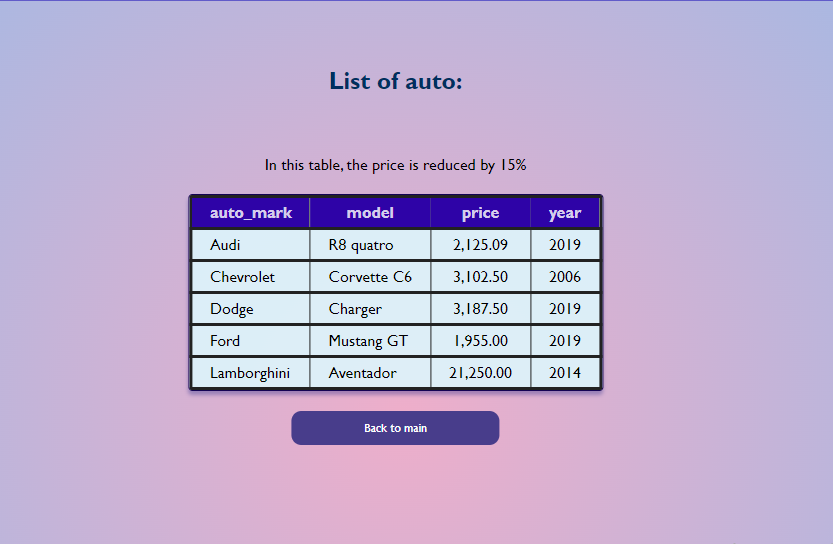 List of auto:
In this table, the price is reduced by 15%
auto_mark model price year
Audi R8 quatro 2,125.09 2019
Chevrolet Corvette C6 3,102.50 2006
Dodge Charger 3,187.50 2019
Ford Mustang GT 1,955.00 2019
Lamborghini Aventador 21,250.00 2014
Back to main